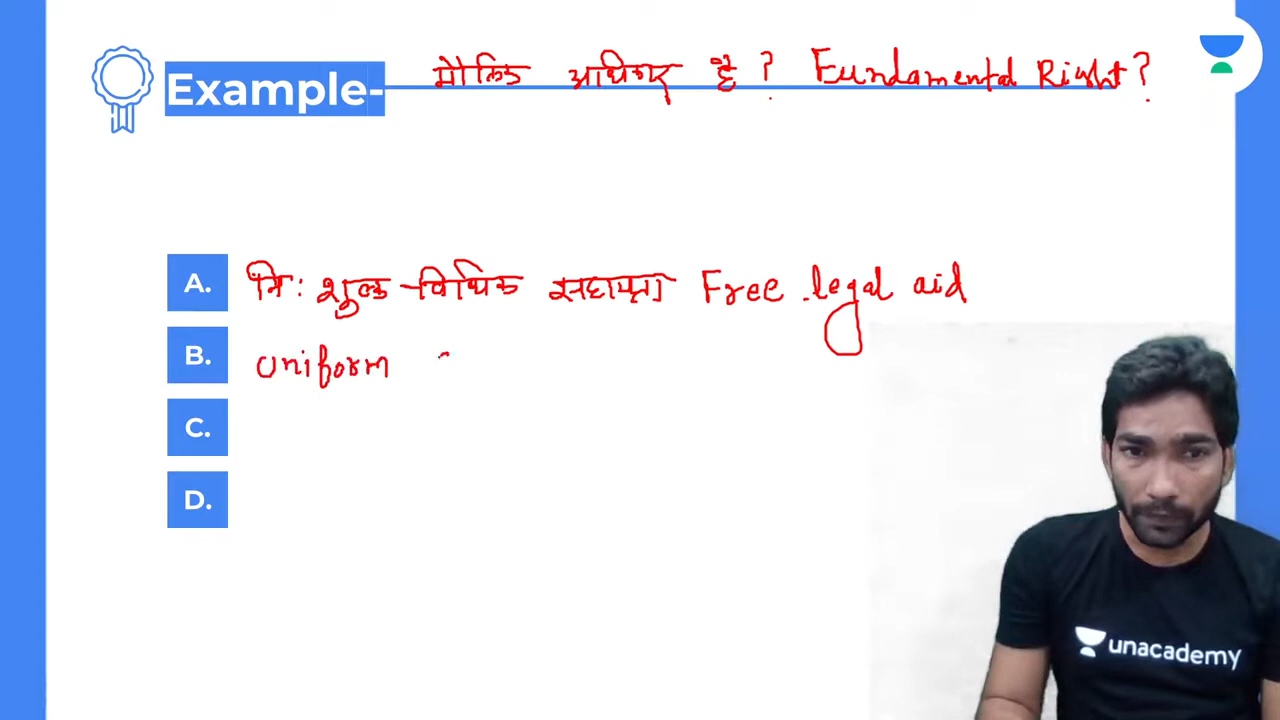 Example-
मौलिक अधिकार है ? Fundamental Right ?
A. नि: शुल्क - विधिक सहायता Free legal aid
B. uniform
C.
D.
unacademy